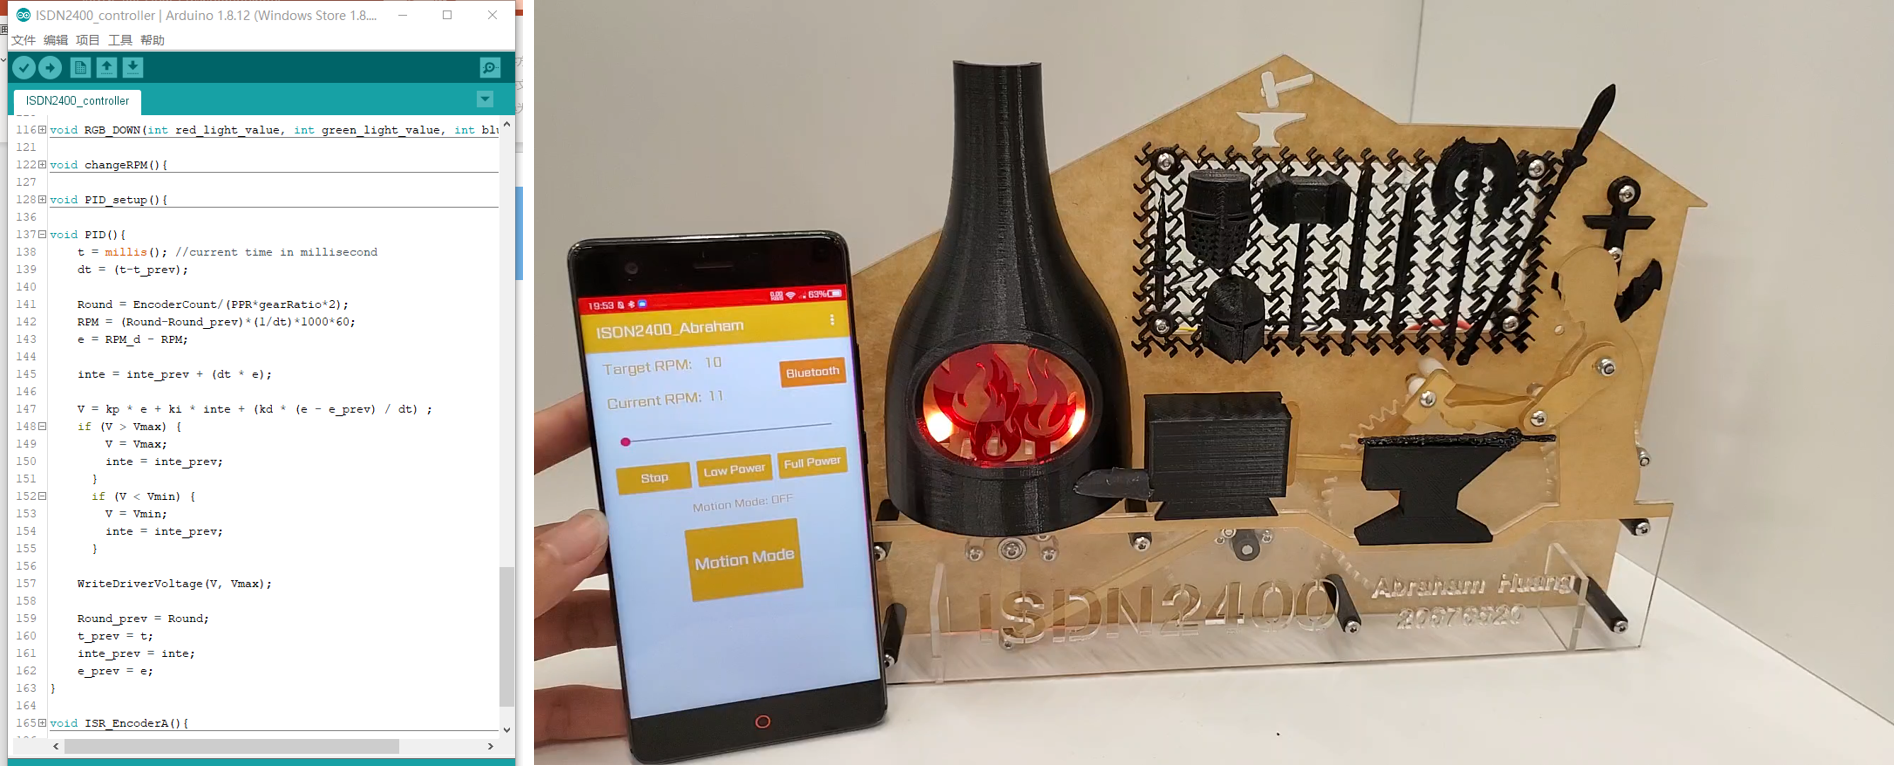 ISDN2400_controller | Arduino 1.8.12 (Windows Store 1.8....
文件 编辑 项目 工具 帮助
ISDN2400_controller
116 void RGB_DOWN(int red_light_value, int green_light_value, int blu
121
122 void changeRPM(){
127
128 void PID_setup(){
136
137 void PID(){
138 t = millis(); //current time in millisecond
139 dt = (t-t_prev);
140
141 Round = EncoderCount/(PPR*gearRatio*2);
142 RPM = (Round-Round_prev)*(1/dt)*1000*60;
143 e = RPM_d - RPM;
144
145 inte = inte_prev + (dt * e);
146
147 V = kp * e + ki * inte + (kd * (e - e_prev) / dt) ;
148 if (V > Vmax) {
149 V = Vmax;
150 inte = inte_prev;
151 }
152 if (V < Vmin) {
153 V = Vmin;
154 inte = inte_prev;
155 }
156
157 WriteDriverVoltage(V, Vmax);
158
159 Round_prev = Round;
160 t_prev = t;
161 inte_prev = inte;
162 e_prev = e;
163 }
164
165 void ISR_EncoderA(){
19:53
63%
ISDN2400_Abraham
Target RPM: 10
Bluetooth
Current RPM: 11
Stop
Low Power
Full Power
Motion Mode: OFF
Motion Mode
ISDN2400
Abraham Huang